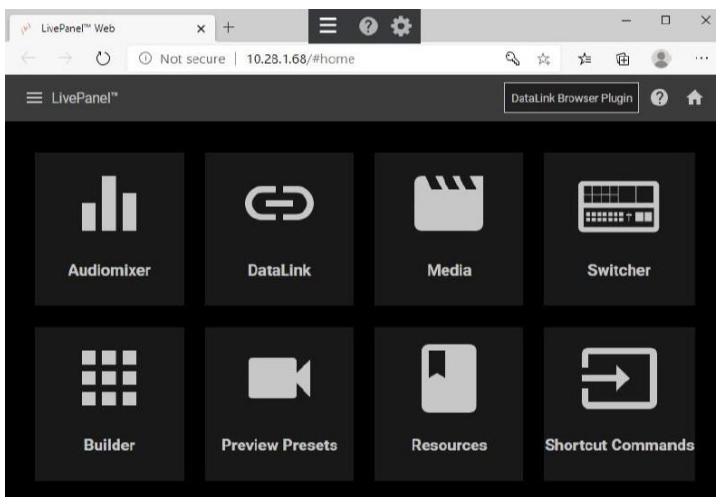 LivePanel™ Web
Not secure | 10.28.1.68/#home
LivePanel™
DataLink Browser Plugin
Audiomixer
DataLink
Media
Switcher
Builder
Preview Presets
Resources
Shortcut Commands